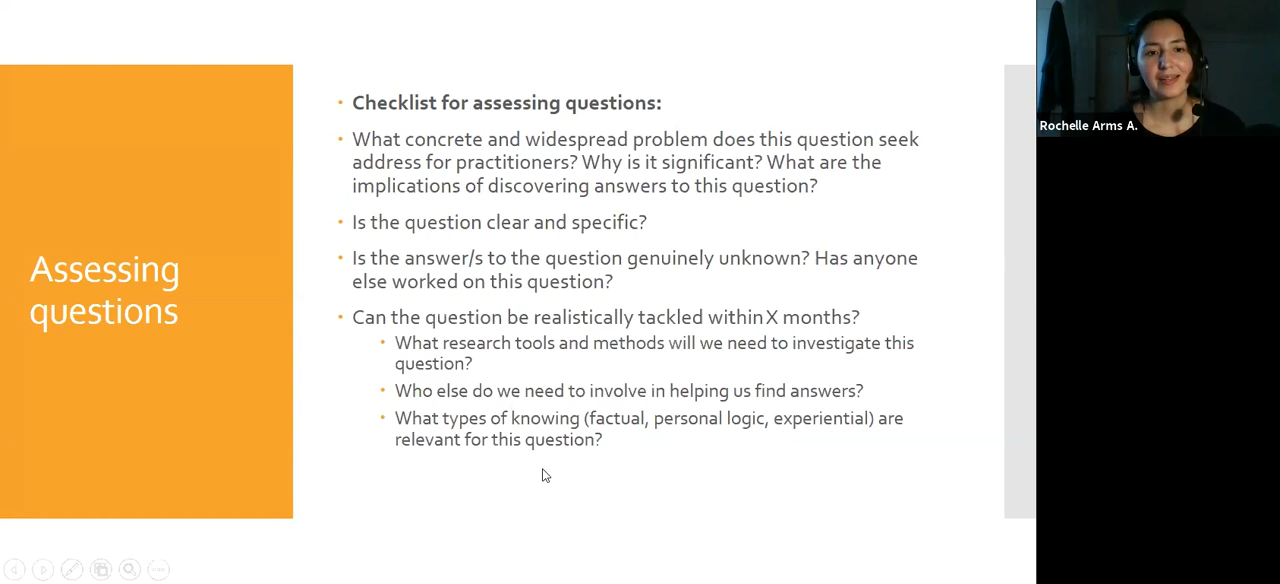 Assessing
questions
• Checklist for assessing questions:
• What concrete and widespread problem does this question seek
address for practitioners? Why is it significant? What are the
implications of discovering answers to this question?
• Is the question clear and specific?
• Is the answer/s to the question genuinely unknown? Has anyone
else worked on this question?
• Can the question be realistically tackled within X months?
• What research tools and methods will we need to investigate this
question?
• Who else do we need to involve in helping us find answers?
• What types of knowing (factual, personal logic, experiential) are
relevant for this question?
Rochelle Arms A.